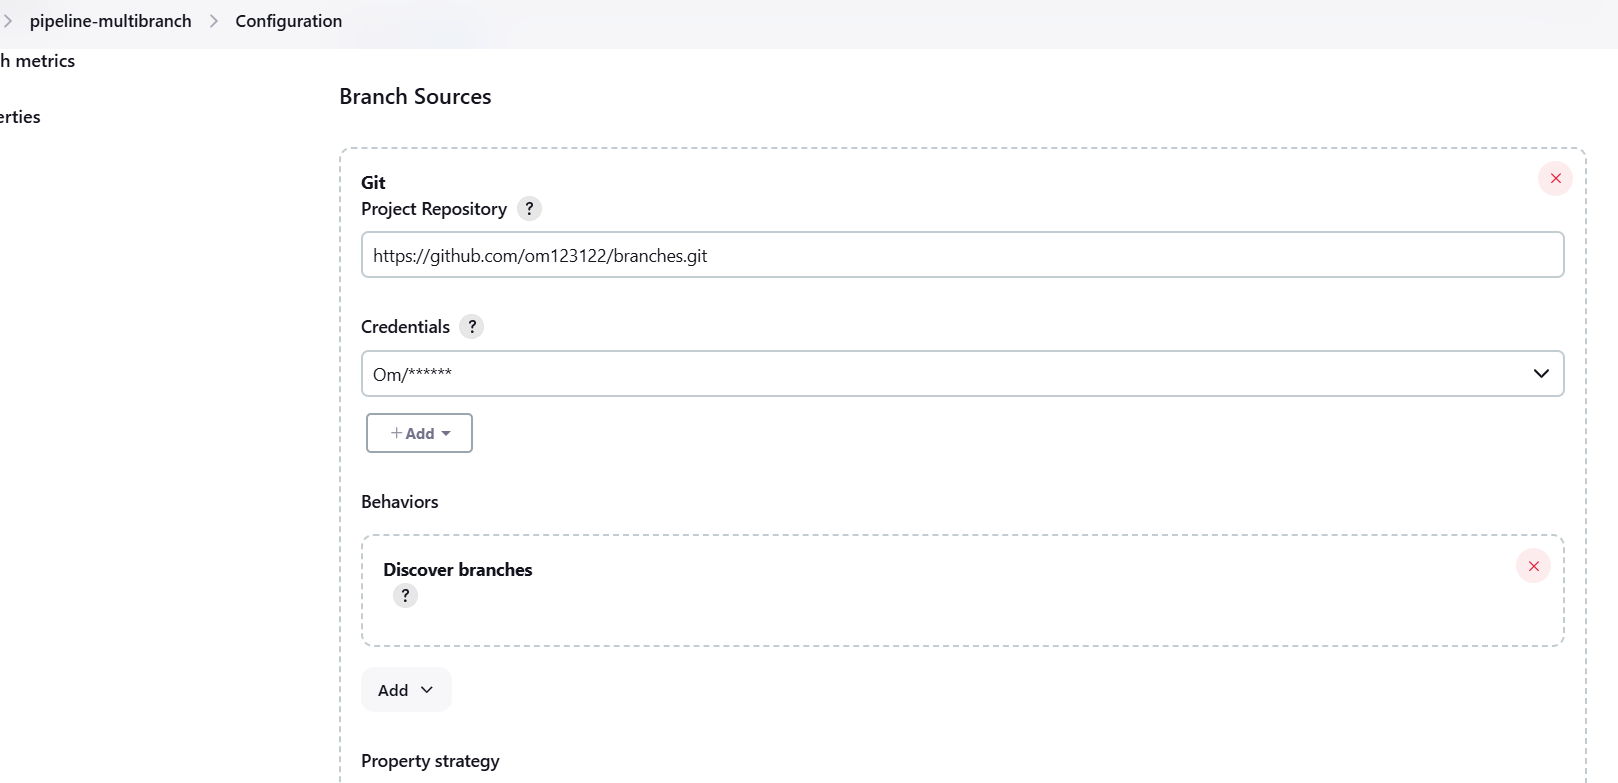 pipeline-multibranch > Configuration
h metrics
erties
Branch Sources
Git
Project Repository ?
https://github.com/om123122/branches.git
Credentials ?
Om/******
+ Add
Behaviors
Discover branches
?
Add
Property strategy